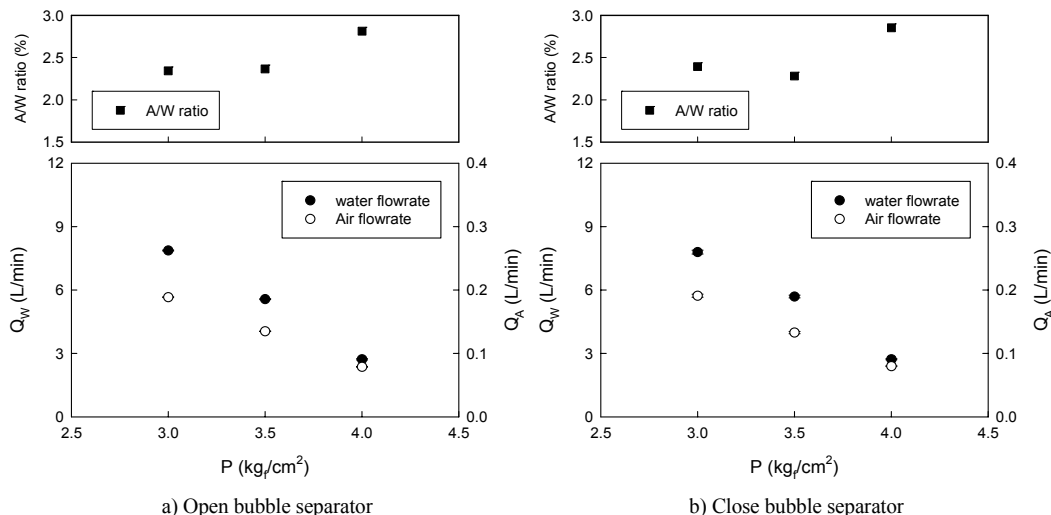 3.0
2.5
2.0
1.5
A/W ratio (%)
A/W ratio
12
9
6
3
0
Q_W (L/min)
0.4
0.3
0.2
0.1
0.0
Q_A (L/min)
water flowrate
Air flowrate
2.5 3.0 3.5 4.0 4.5
P (kg_f/cm²)
a) Open bubble separator
3.0
2.5
2.0
1.5
A/W ratio (%)
A/W ratio
12
9
6
3
0
Q_W (L/min)
0.4
0.3
0.2
0.1
0.0
Q_A (L/min)
water flowrate
Air flowrate
2.5 3.0 3.5 4.0 4.5
P (kg_f/cm²)
b) Close bubble separator